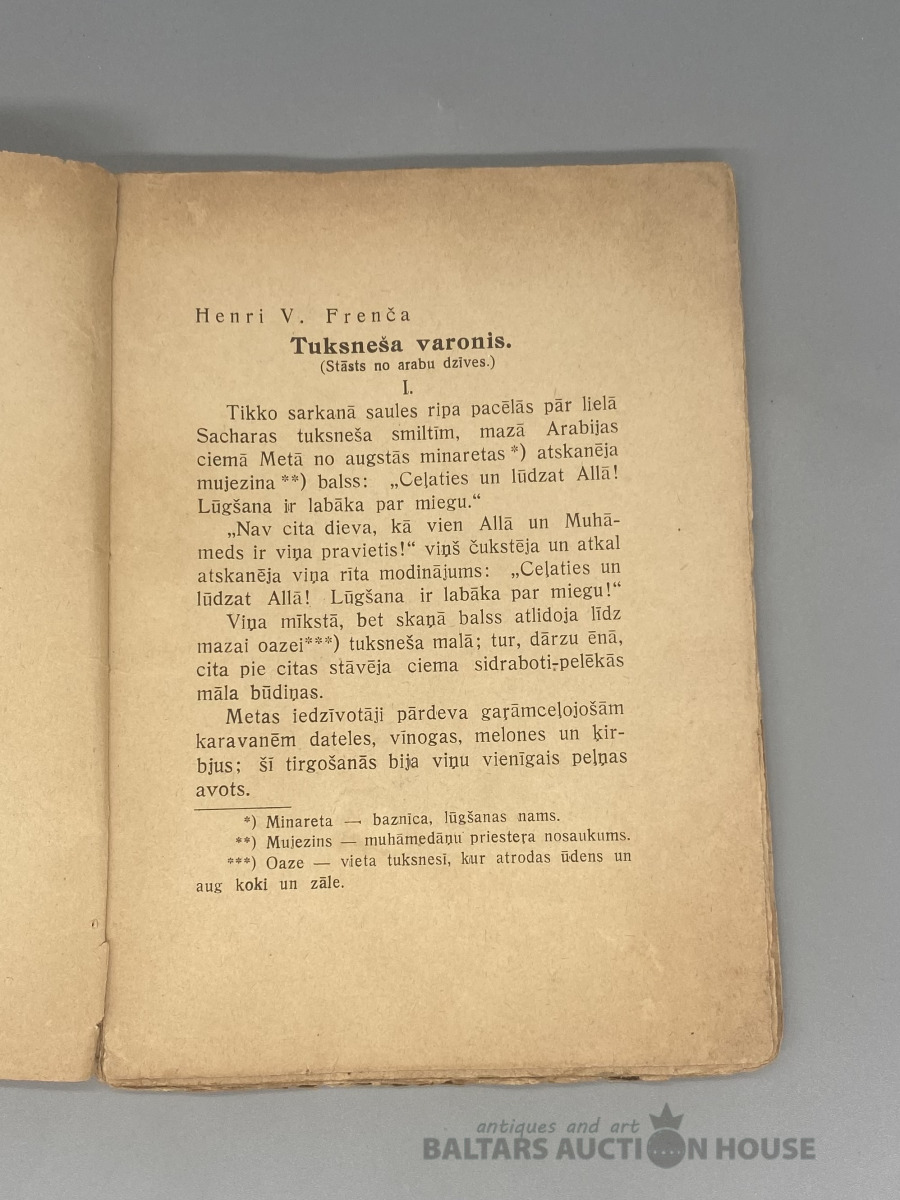 Henri V. Frenča
Tuksneša varonis.
(Stāsts no arabu dzīves.)
I.
Tikko sarkanā saules ripa pacēlās pār lielā
Sacharas tuksneša smiltīm, mazā Arabijas
ciemā Metā no augstās minaretas *) atskanēja
mujezina **) balss: „Ceļaties un lūdzat Allā!
Lūgšana ir labāka par miegu.“
„Nav cita dieva, kā vien Allā un Muhā-
meds ir viņa pravietis!“ viņš čukstēja un atkal
atskanēja viņa rīta modinājums: „Ceļaties un
lūdzat Allā! Lūgšana ir labāka par miegu!“
Viņa mīkstā, bet skaņā balss atlidoja līdz
mazai oazei***) tuksneša malā; tur, dārzu ēnā,
cita pie citas stāvēja ciema sidraboti-pelēkās
māla būdiņas.
Metas iedzīvotāji pārdeva gaŗāmceļojošām
karavanēm dateles, vīnogas, melones un ķir-
bjus; šī tirgošanās bija viņu vienīgais peļņas
avots.
*) Minareta — baznīca, lūgšanas nams.
**) Mujezins — muhāmedāņu priesteŗa nosaukums.
***) Oaze — vieta tuksnesī, kur atrodas ūdens un
aug koki un zāle.
antiques and art
BALTARS AUCTION HOUSE